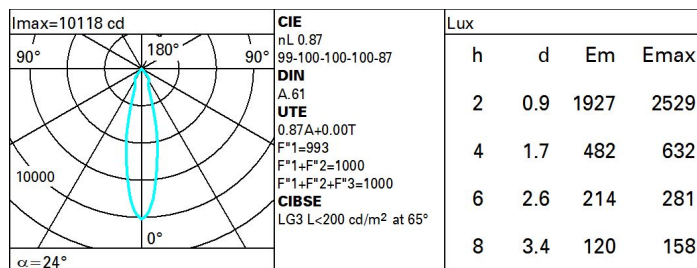 Imax=10118 cd
90° 180° 90°
10000
0°
α=24°
CIE
nL 0.87
99-100-100-100-87
DIN
A.61
UTE
0.87A+0.00T
F"1=993
F"1+F"2=1000
F"1+F"2+F"3=1000
CIBSE
LG3 L<200 cd/m² at 65°
Lux
h d Em Emax
2 0.9 1927 2529
4 1.7 482 632
6 2.6 214 281
8 3.4 120 158